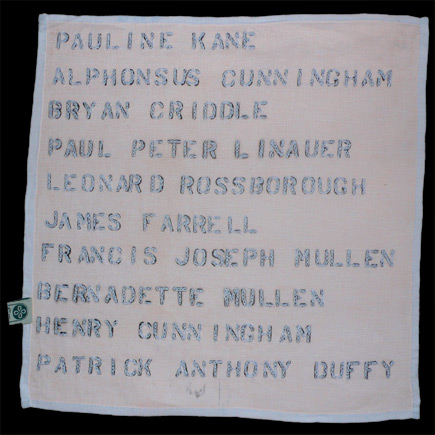 PAULINE KANE
ALPHONSUS CUNNINGHAM
BRYAN CRIDDLE
PAUL PETER LINAUER
LEONARD ROSSBOROUGH
JAMES FARRELL
FRANCIS JOSEPH MULLEN
BERNADETTE MULLEN
HENRY CUNNINGHAM
PATRICK ANTHONY DUFFY